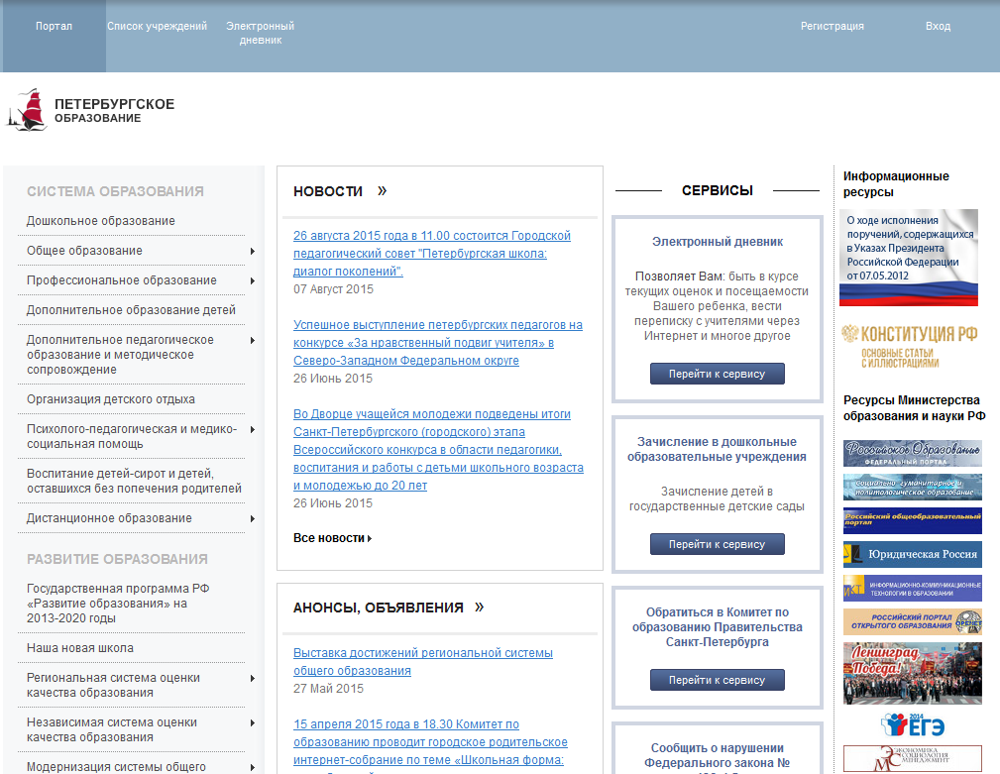 Портал
Список учреждений
Электронный
дневник
Регистрация
Вход
ПЕТЕРБУРГСКОЕ
ОБРАЗОВАНИЕ
СИСТЕМА ОБРАЗОВАНИЯ
Дошкольное образование
Общее образование
Профессиональное образование
Дополнительное образование детей
Дополнительное педагогическое
образование и методическое
сопровождение
Организация детского отдыха
Психолого-педагогическая и медико-
социальная помощь
Воспитание детей-сирот и детей,
оставшихся без попечения родителей
Дистанционное образование
РАЗВИТИЕ ОБРАЗОВАНИЯ
Государственная программа РФ
«Развитие образования» на
2013-2020 годы
Наша новая школа
Региональная система оценки
качества образования
Независимая система оценки
качества образования
Модернизация системы общего
НОВОСТИ »
26 августа 2015 года в 11.00 состоится Городской
педагогический совет "Петербургская школа:
диалог поколений".
07 Август 2015
Успешное выступление петербургских педагогов на
конкурсе «За нравственный подвиг учителя» в
Северо-Западном Федеральном округе
26 Июнь 2015
Во Дворце учащейся молодежи подведены итоги
Санкт-Петербургского (городского) этапа
Всероссийского конкурса в области педагогики,
воспитания и работы с детьми школьного возраста
и молодежью до 20 лет
26 Июнь 2015
Все новости
АНОНСЫ, ОБЪЯВЛЕНИЯ »
Выставка достижений региональной системы
общего образования
27 Май 2015
15 апреля 2015 года в 18.30 Комитет по
образованию проводит городское родительское
интернет-собрание по теме «Школьная форма:
СЕРВИСЫ
Электронный дневник
Позволяет Вам: быть в курсе
текущих оценок и посещаемости
Вашего ребенка, вести
переписку с учителями через
Интернет и многое другое
Перейти к сервису
Зачисление в дошкольные
образовательные учреждения
Зачисление детей в
государственные детские сады
Перейти к сервису
Обратиться в Комитет по
образованию Правительства
Санкт-Петербурга
Перейти к сервису
Сообщить о нарушении
Федерального закона №
Информационные
ресурсы
О ходе исполнения
поручений, содержащихся
в Указах Президента
Российской Федерации
от 07.05.2012
КОНСТИТУЦИЯ РФ
ОСНОВНЫЕ СТАТЬИ
С ИЛЛЮСТРАЦИЯМИ
Ресурсы Министерства
образования и науки РФ
Российское Образование
ФЕДЕРАЛЬНЫЙ ПОРТАЛ
социально-гуманитарное и
политологическое образование
Российский общеобразовательный
портал
Юридическая Россия
ИКТ
ИНФОРМАЦИОННО-КОММУНИКАЦИОННЫЕ
ТЕХНОЛОГИИ В ОБРАЗОВАНИИ
РОССИЙСКИЙ ПОРТАЛ
ОТКРЫТОГО ОБРАЗОВАНИЯ
Ленинград
Победа!
2014
ЕГЭ
ЭКОНОМИКА
СОЦИОЛОГИЯ
МЕНЕДЖМЕНТ